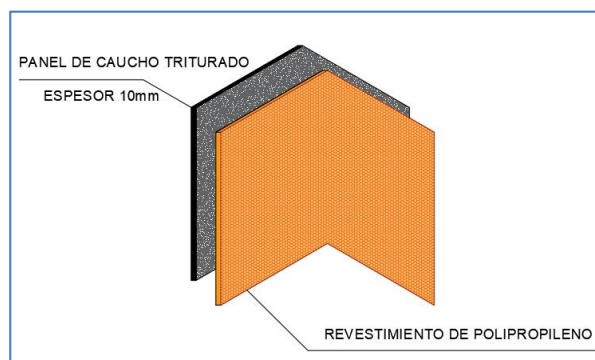 PANEL DE CAUCHO TRITURADO
ESPESOR 10mm
REVESTIMIENTO DE POLIPROPILENO